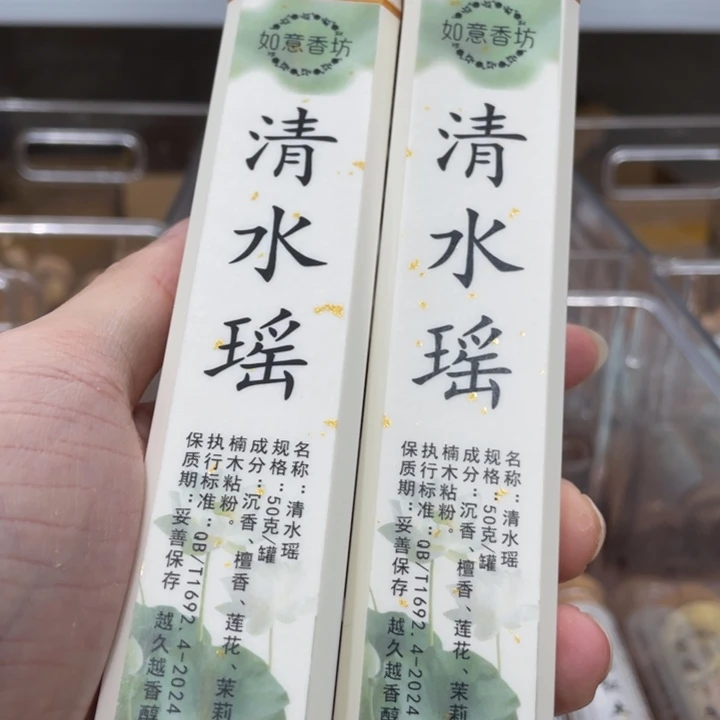 如意香坊
清水瑶
名称：清水瑶
规格：50克/罐
成分：沉香、檀香、莲花、茉莉
楠木粘粉。
执行标准：QB/T1692.4-2024
保质期：妥善保存 越久越香醇
如意香坊
清水瑶
名称：清水瑶
规格：50克/罐
成分：沉香、檀香、莲花、茉莉
楠木粘粉。
执行标准：QB/T1692.4-2024
保质期：妥善保存 越久越香醇